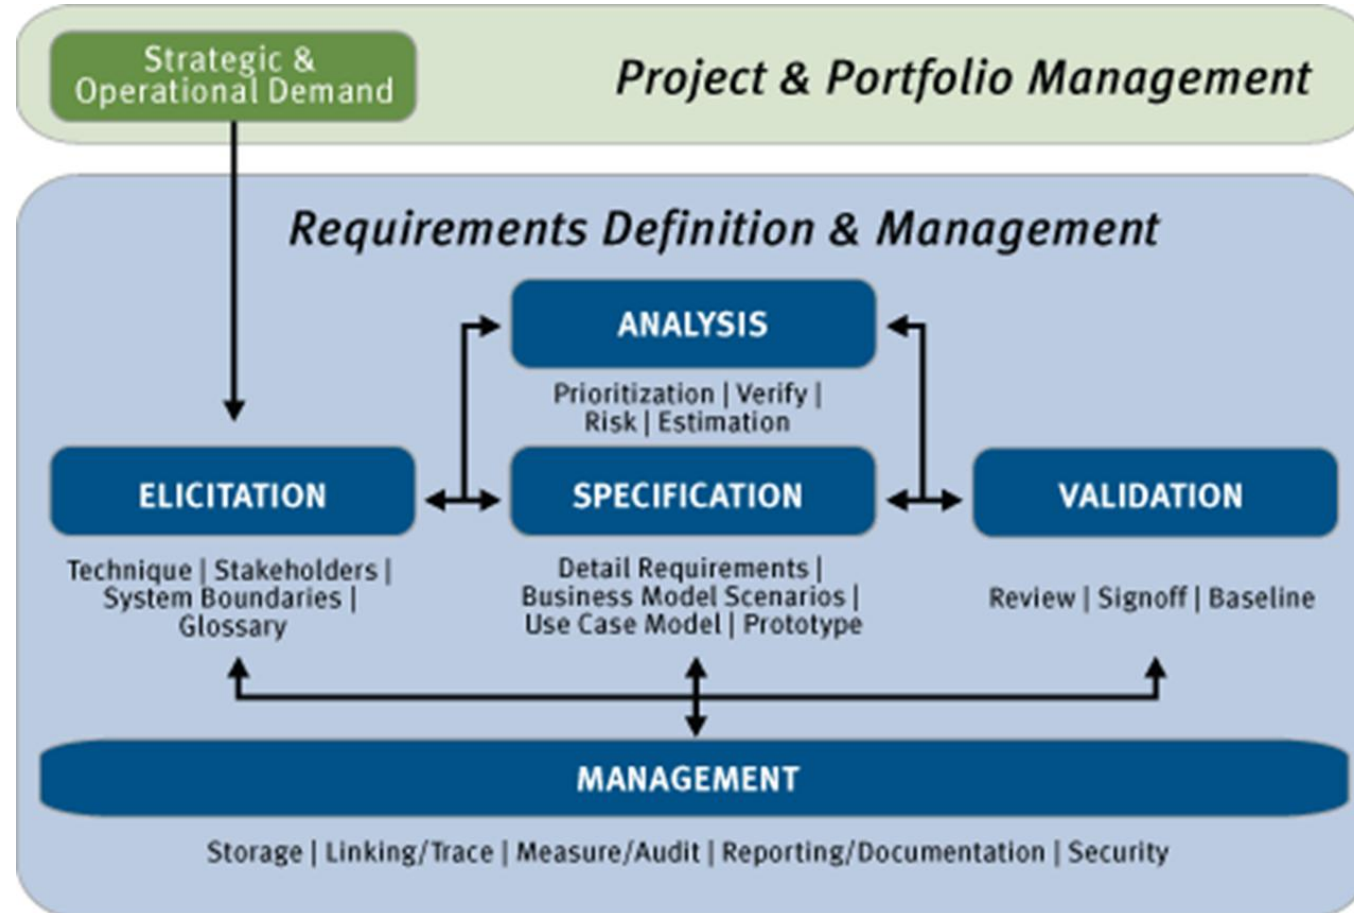 Strategic &
Operational Demand
Project & Portfolio Management
Requirements Definition & Management
ANALYSIS
Prioritization | Verify |
Risk | Estimation
ELICITATION
Technique | Stakeholders |
System Boundaries |
Glossary
SPECIFICATION
Detail Requirements |
Business Model Scenarios |
Use Case Model | Prototype
VALIDATION
Review | Signoff | Baseline
MANAGEMENT
Storage | Linking/Trace | Measure/Audit | Reporting/Documentation | Security